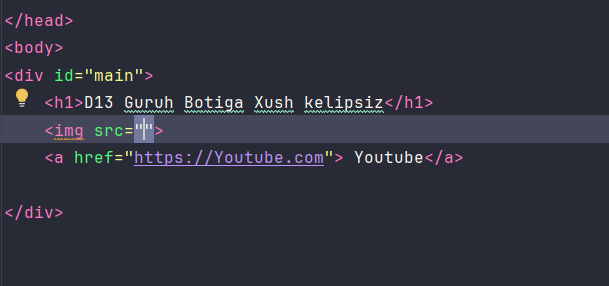 </head>
<body>
<div id="main">
<h1>D13 Guruh Botiga Xush kelipsiz</h1>
<img src="">
<a href="https://Youtube.com"> Youtube</a>
</div>